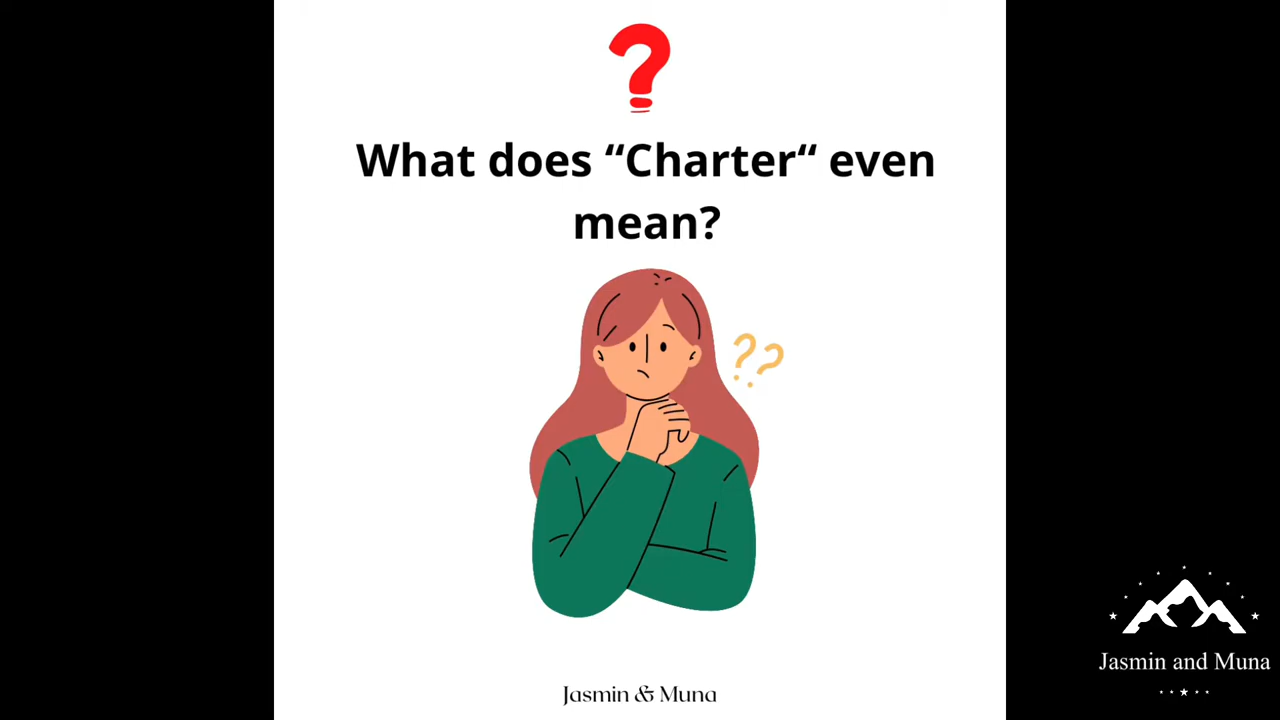 ?
What does “Charter“ even
mean?
??
Jasmin & Muna
Jasmin and Muna